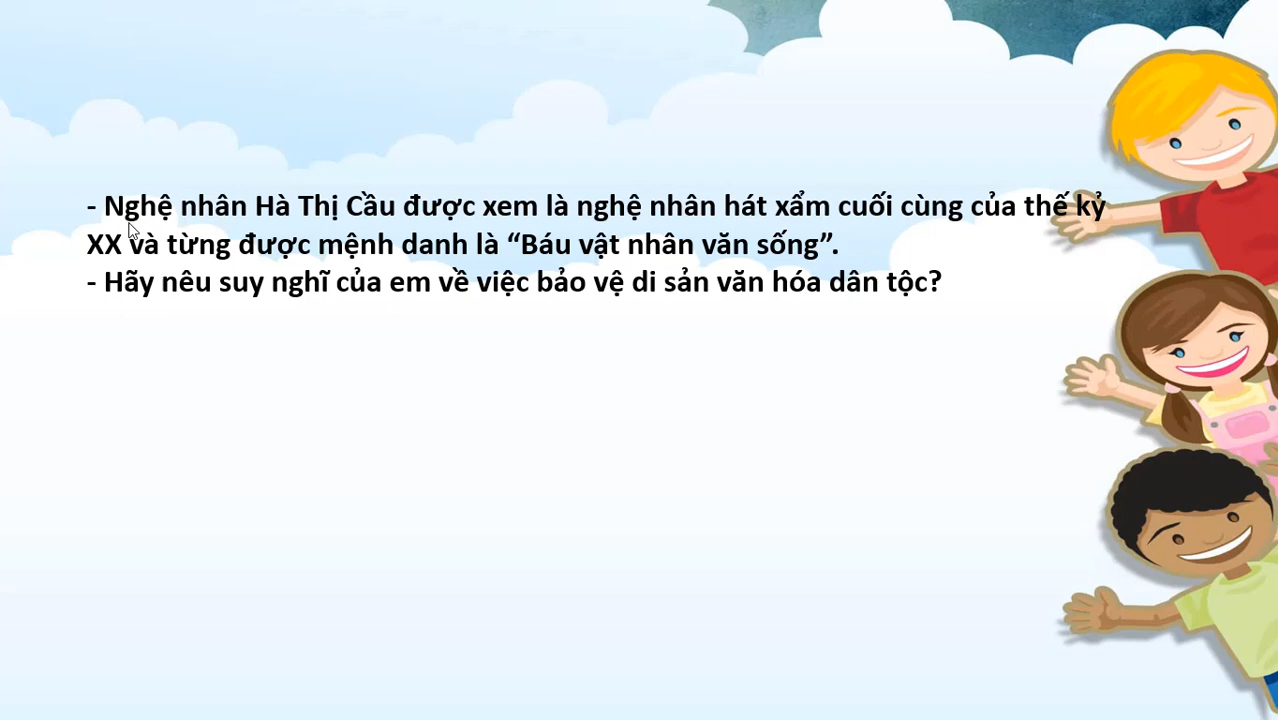 - Nghệ nhân Hà Thị Cầu được xem là nghệ nhân hát xẩm cuối cùng của thế kỷ
XX và từng được mệnh danh là “Báu vật nhân văn sống”.
- Hãy nêu suy nghĩ của em về việc bảo vệ di sản văn hóa dân tộc?